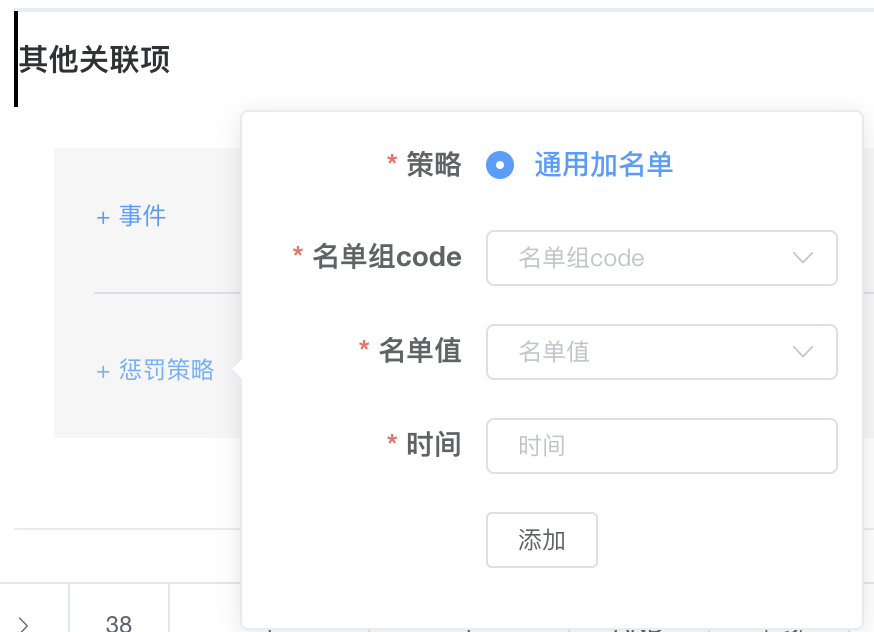 其他关联项
* 策略 通用加名单
+ 事件
* 名单组code 名单组code
* 名单值 名单值
+ 惩罚策略
* 时间 时间
添加
38